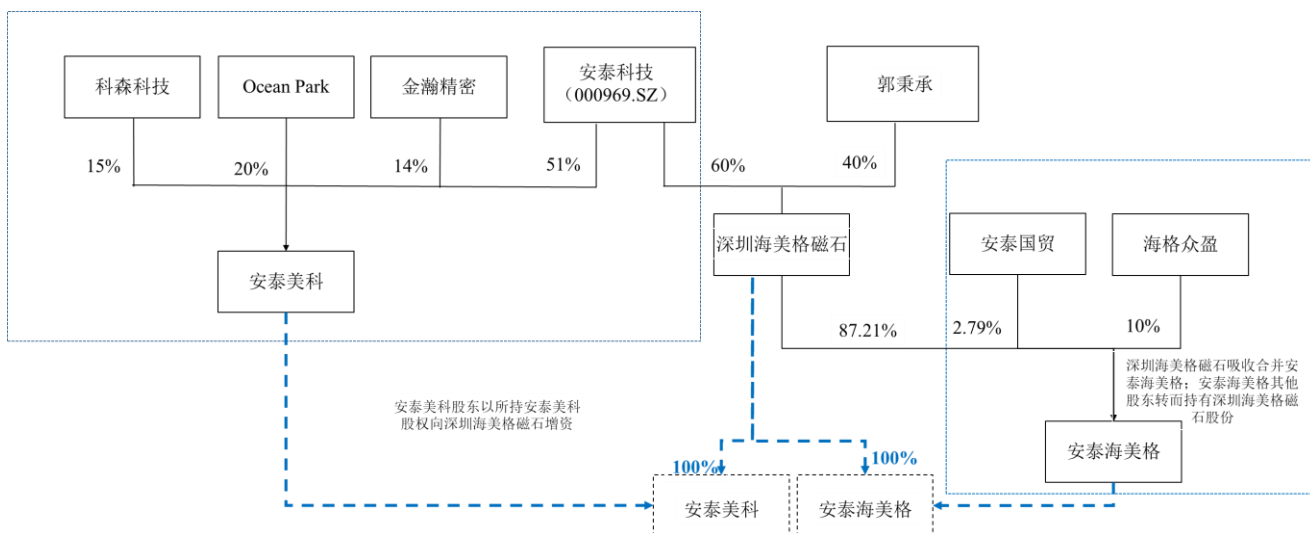 科森科技
Ocean Park
金瀚精密
安泰科技
（000969.SZ）
郭秉承
15%
20%
14%
51%
60%
40%
安泰美科
深圳海美格磁石
安泰国贸
海格众盈
87.21%
2.79%
10%
深圳海美格磁石吸收合并安
泰海美格；安泰海美格其他
股东转而持有深圳海美格磁
石股份
安泰美科股东以所持安泰美科
股权向深圳海美格磁石增资
安泰海美格
100%
100%
安泰美科
安泰海美格